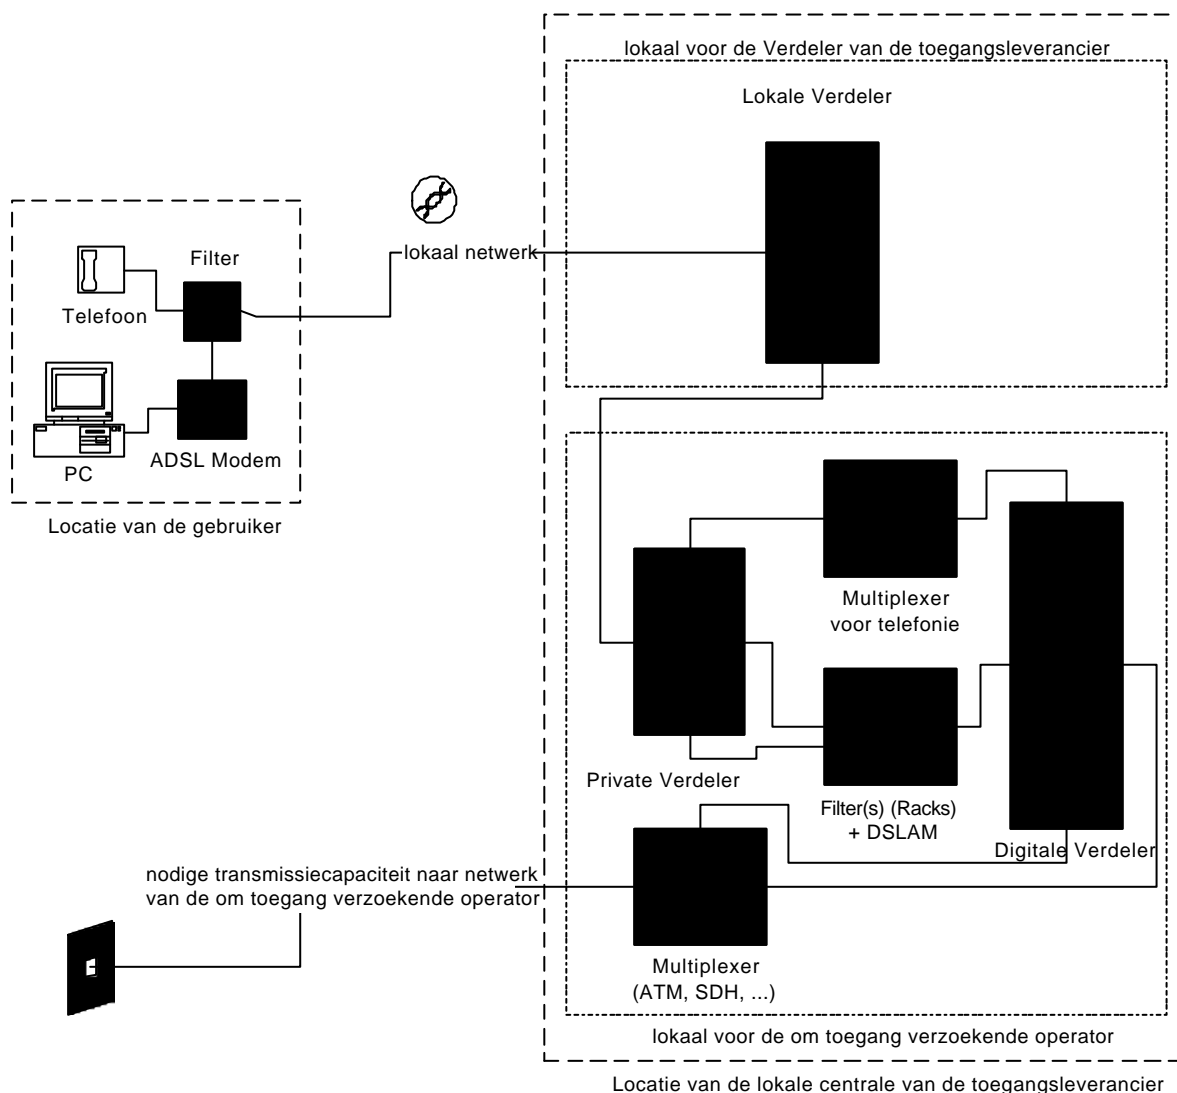 lokaal voor de Verdeler van de toegangsleverancier
Lokale Verdeler
lokaal netwerk
Filter
Telefoon
PC
ADSL Modem
Locatie van de gebruiker
Multiplexer
voor telefonie
Private Verdeler
Filter(s) (Racks)
+ DSLAM
Digitale Verdeler
nodige transmissiecapaciteit naar netwerk
van de om toegang verzoekende operator
Multiplexer
(ATM, SDH, ...)
lokaal voor de om toegang verzoekende operator
Locatie van de lokale centrale van de toegangsleverancier